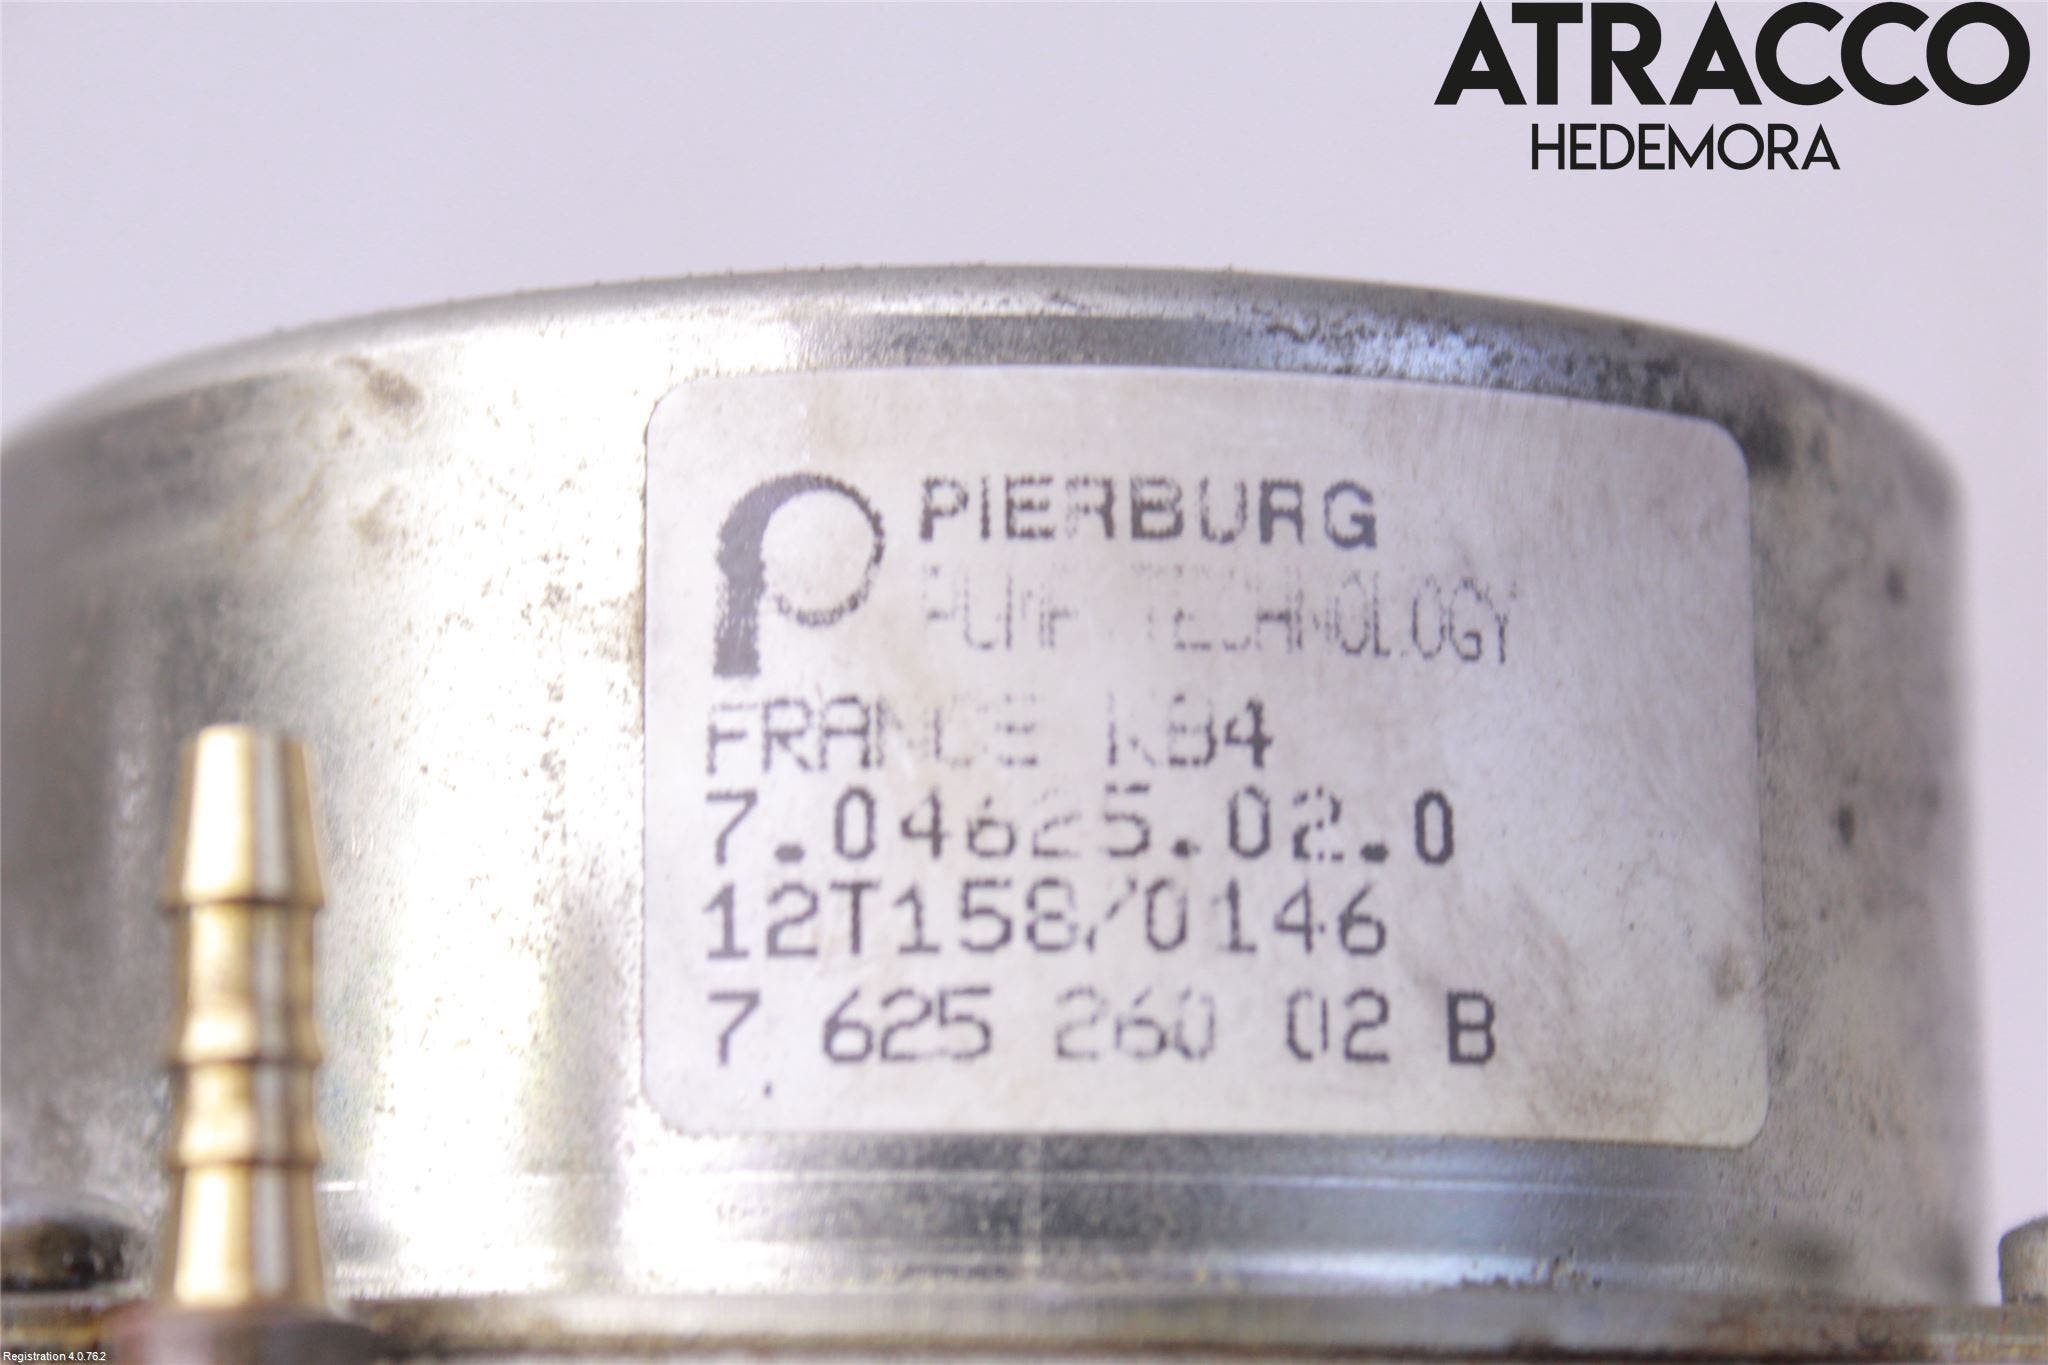 ATRACCO
HEDEMORA
PIERBURG
PUMP TECHNOLOGY
FRANCE
7.04625.02.0
12T158/0146
7 625 260 02 B
Registration 4.0.76.2